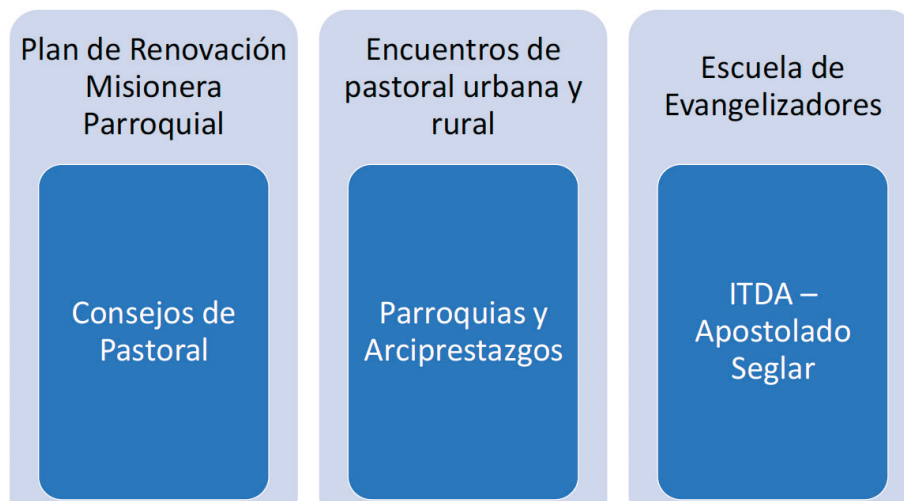 Plan de Renovación
Misionera
Parroquial
Consejos de
Pastoral
Encuentros de
pastoral urbana y
rural
Parroquias y
Arciprestazgos
Escuela de
Evangelizadores
ITDA –
Apostolado
Seglar